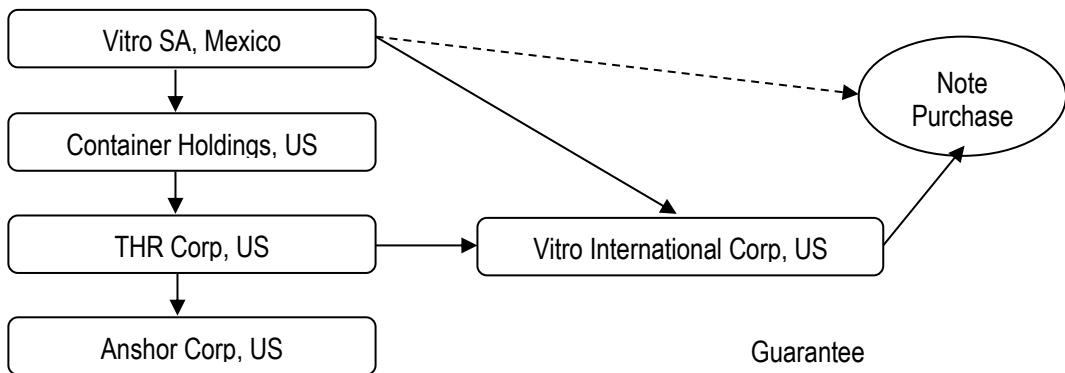 Vitro SA, Mexico
Note
Purchase
Container Holdings, US
THR Corp, US
Vitro International Corp, US
Anshor Corp, US
Guarantee